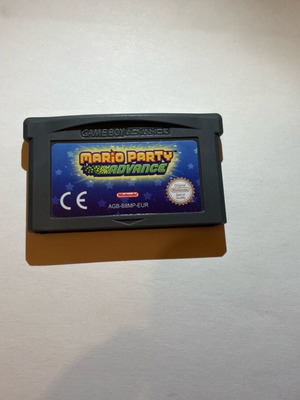 GAME BOY ADVANCE
MARIO PARTY
ADVANCE
CE
Nintendo
AGB-B8MP-EUR